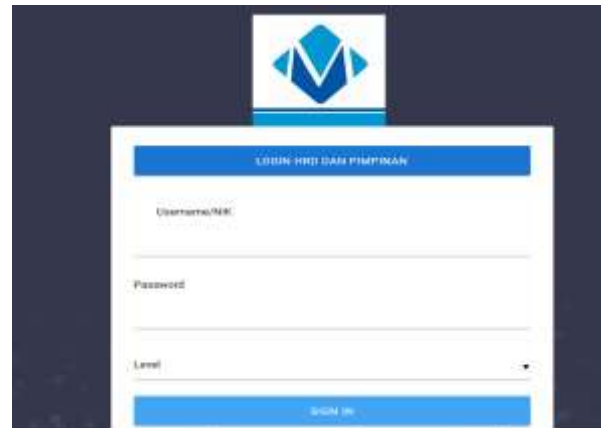 LOGIN HRD DAN PIMPINAN
Username/NIK
Password
Level
SIGN IN